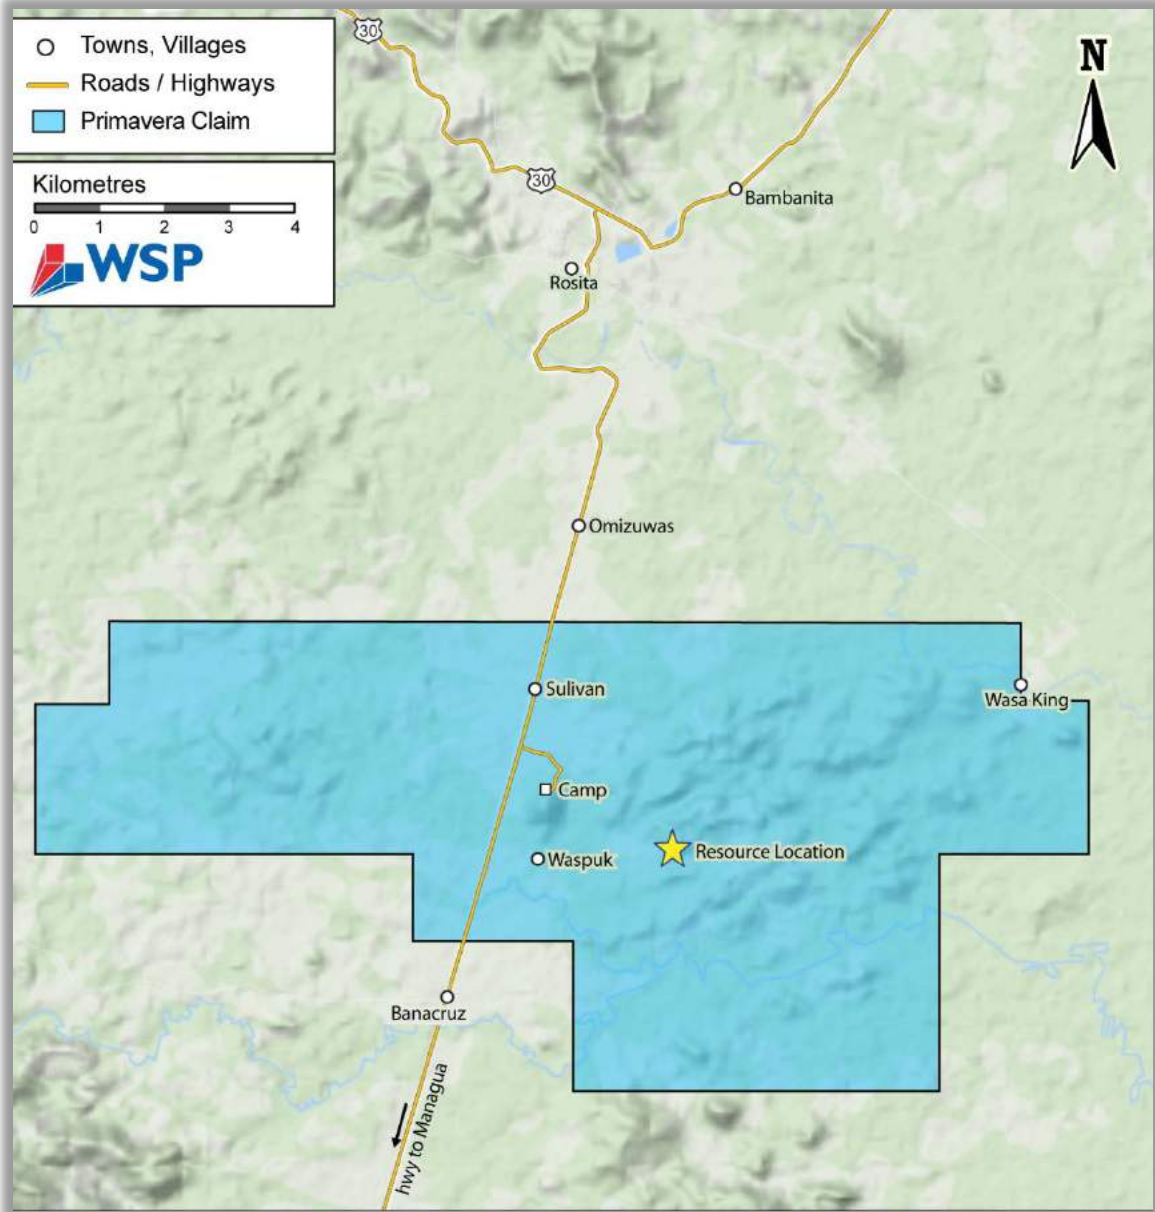 Towns, Villages
Roads / Highways
Primavera Claim
Kilometres
0 1 2 3 4
WSP
30
N
30
Bambanita
Rosita
Omizuwas
Sulivan
Wasa King
Camp
Resource Location
Waspuk
Banacruz
hwy to Managua